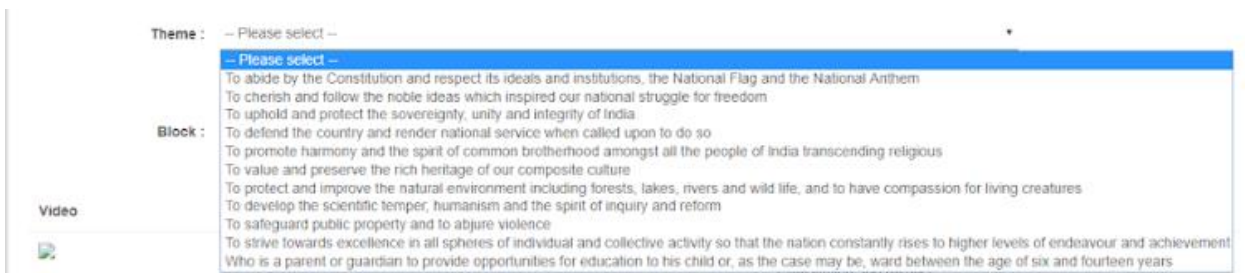 Theme : -- Please select --
-- Please select --
To abide by the Constitution and respect its ideals and institutions, the National Flag and the National Anthem
To cherish and follow the noble ideas which inspired our national struggle for freedom
To uphold and protect the sovereignty, unity and integrity of India
Block : To defend the country and render national service when called upon to do so
To promote harmony and the spirit of common brotherhood amongst all the people of India transcending religious
To value and preserve the rich heritage of our composite culture
To protect and improve the natural environment including forests, lakes, rivers and wild life, and to have compassion for living creatures
Video To develop the scientific temper, humanism and the spirit of inquiry and reform
To safeguard public property and to abjure violence
To strive towards excellence in all spheres of individual and collective activity so that the nation constantly rises to higher levels of endeavour and achievement
Who is a parent or guardian to provide opportunities for education to his child or, as the case may be, ward between the age of six and fourteen years